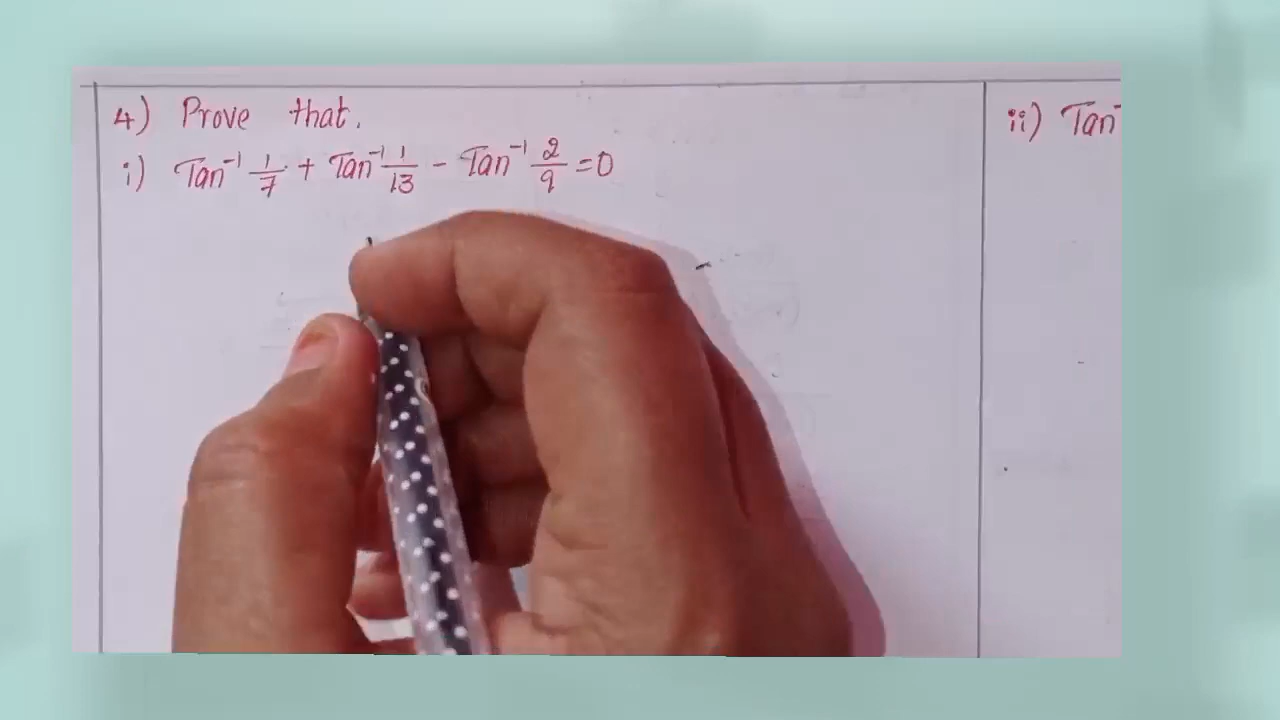 4) Prove that.
i) Tan⁻¹ 1/7 + Tan⁻¹ 1/13 - Tan⁻¹ 2/9 = 0
ii) Tan⁻